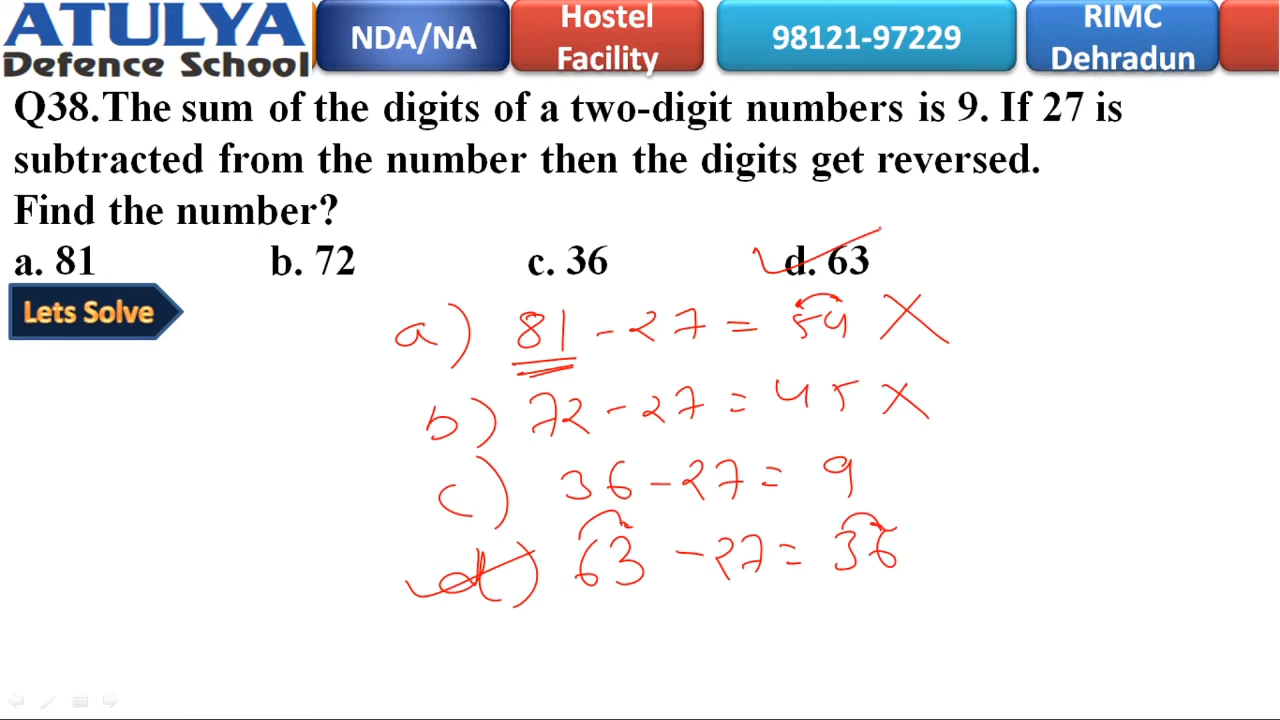 ATULYA
Defence School
NDA/NA
Hostel
Facility
98121-97229
RIMC
Dehradun
Q38.The sum of the digits of a two-digit numbers is 9. If 27 is
subtracted from the number then the digits get reversed.
Find the number?
a. 81 b. 72 c. 36 d. 63
Lets Solve
a) 81 - 27 = 54 X
b) 72 - 27 = 45 X
c) 36 - 27 = 9
d) 63 - 27 = 36